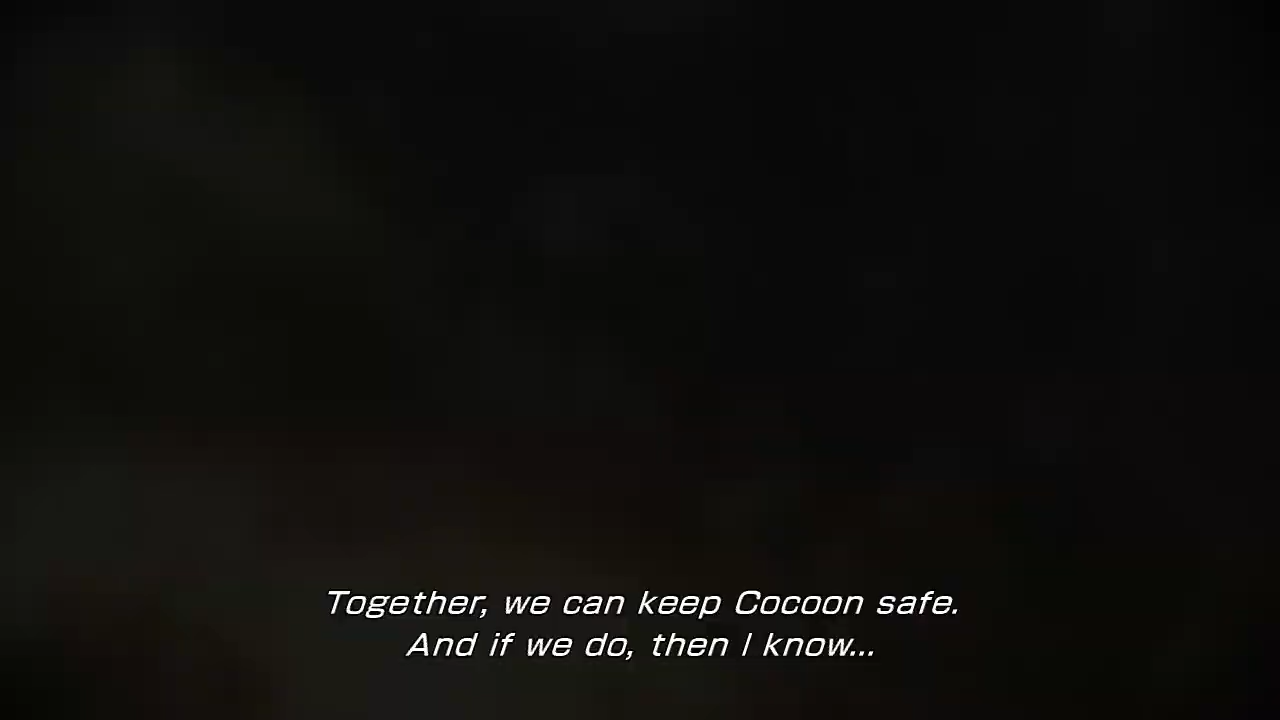 Together, we can keep Cocoon safe.
And if we do, then I know...